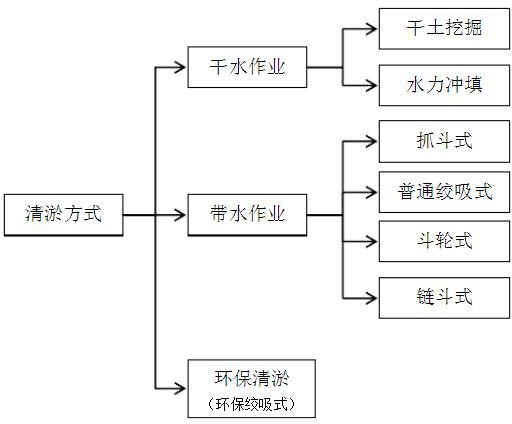 清淤方式
干水作业
干土挖掘
水力冲填
带水作业
抓斗式
普通绞吸式
斗轮式
链斗式
环保清淤
（环保绞吸式）